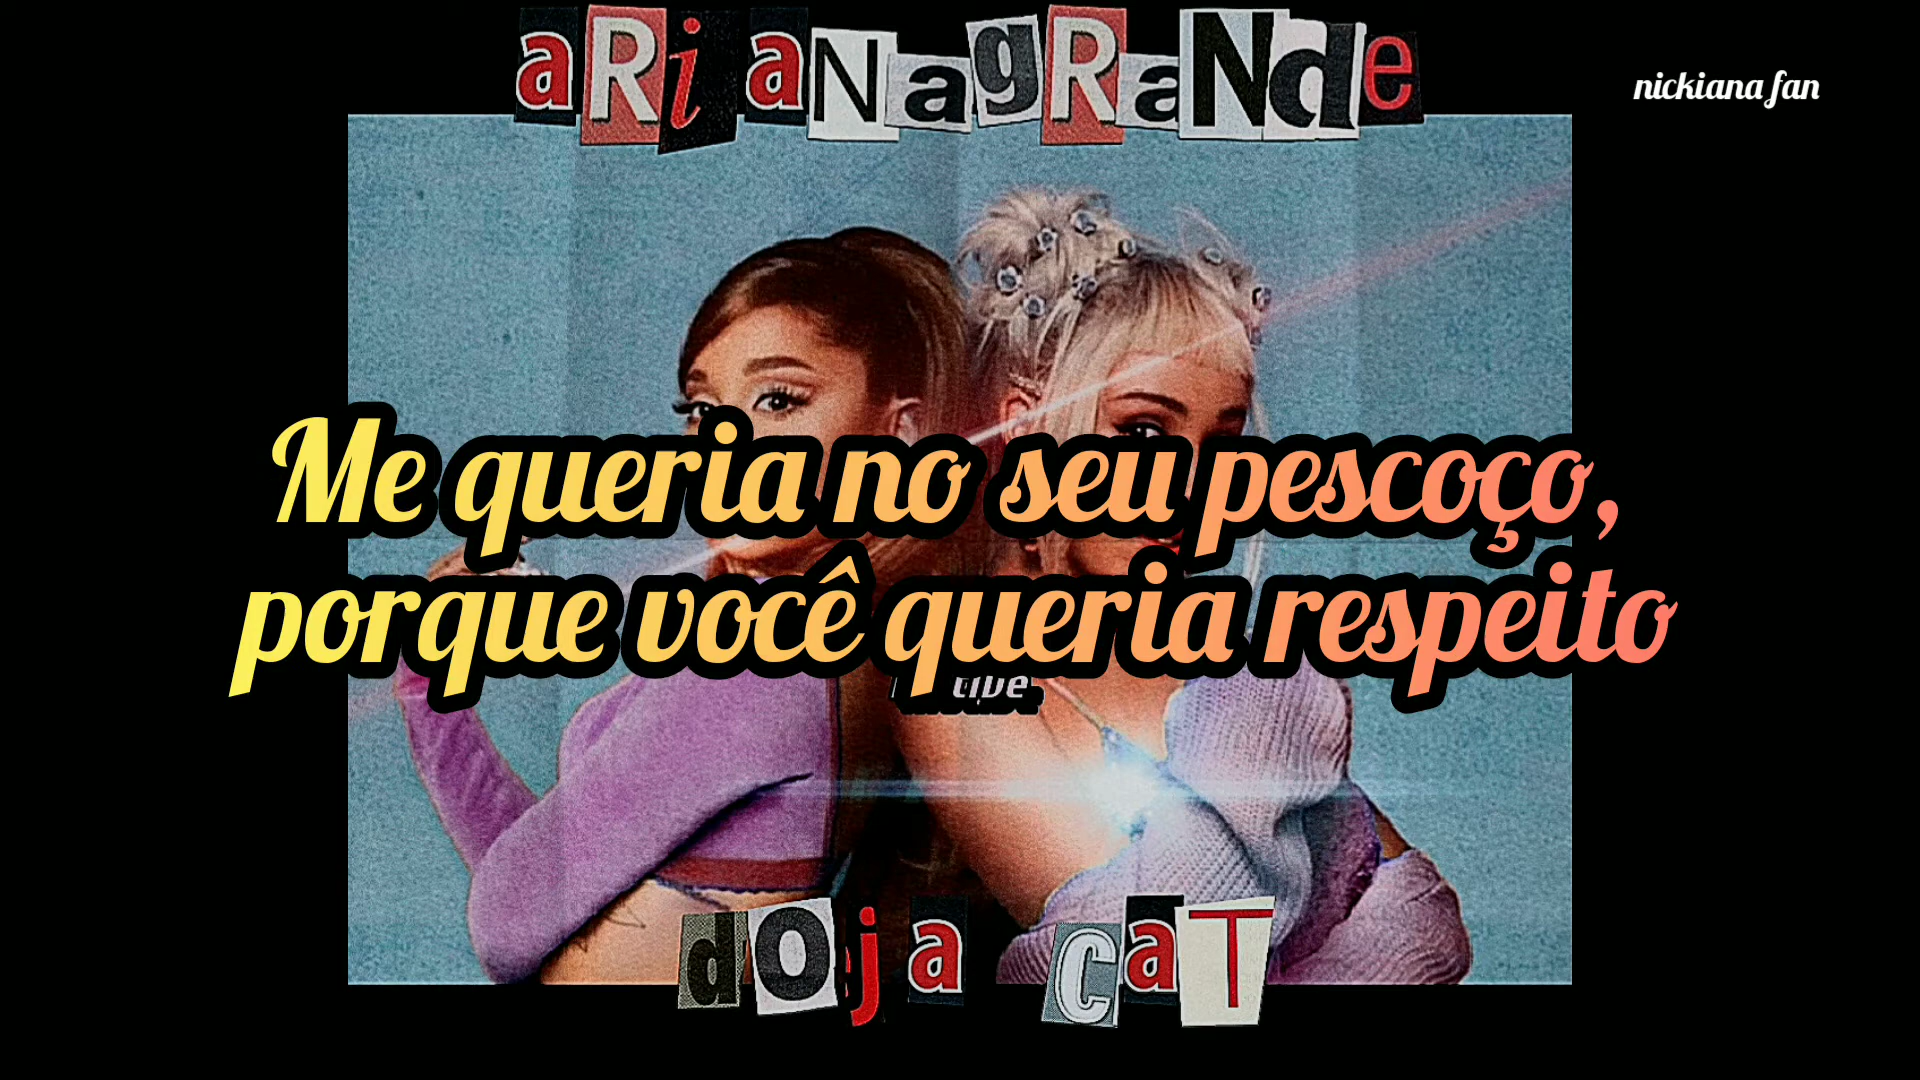 aRianagRaNde
nickiana fan
Me queria no seu pescoço,
porque você queria respeito
doja caT